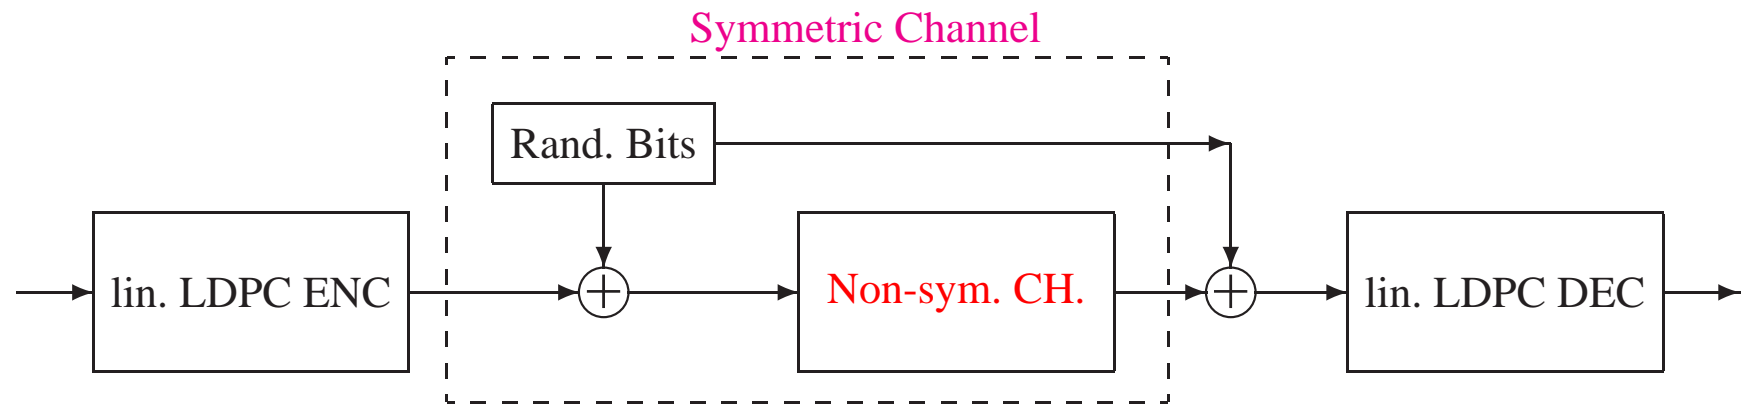 Symmetric Channel
Rand. Bits
lin. LDPC ENC
Non-sym. CH.
lin. LDPC DEC